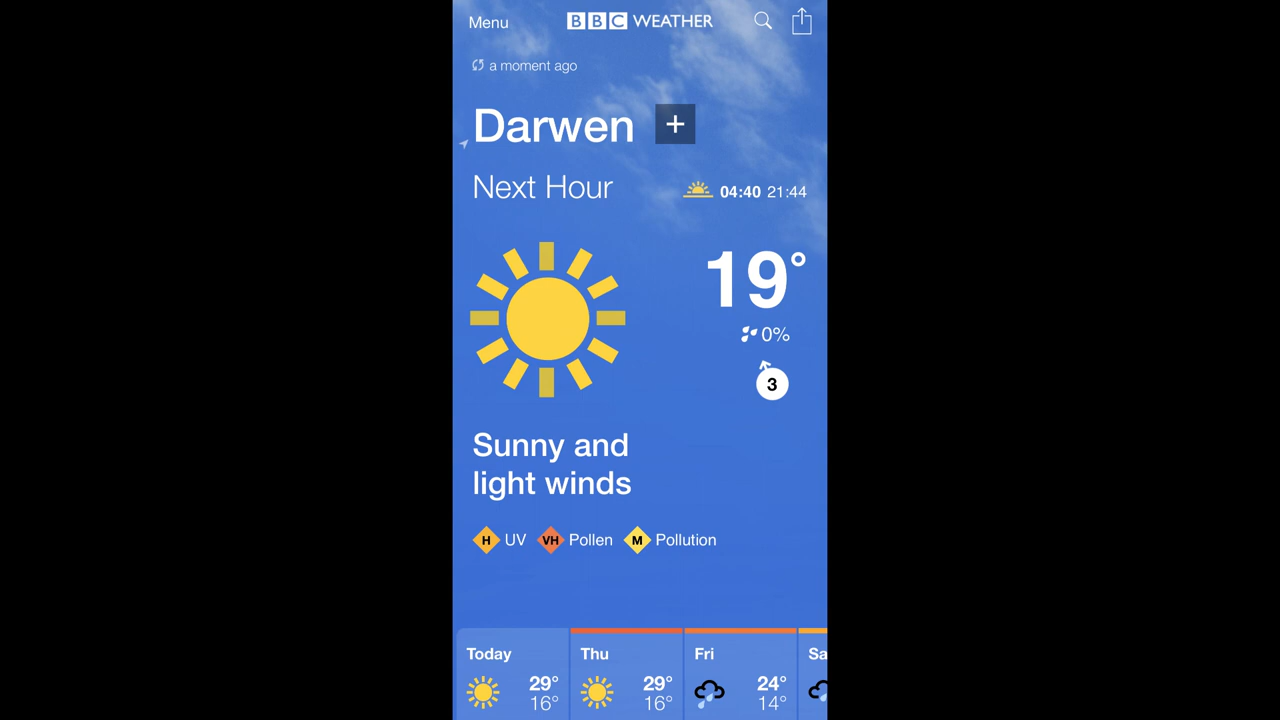 Menu
BBC WEATHER
a moment ago
Darwen +
Next Hour
04:40 21:44
19°
0%
3
Sunny and
light winds
H UV VH Pollen M Pollution
Today Thu Fri Sa
29° 29° 24°
16° 16° 14°